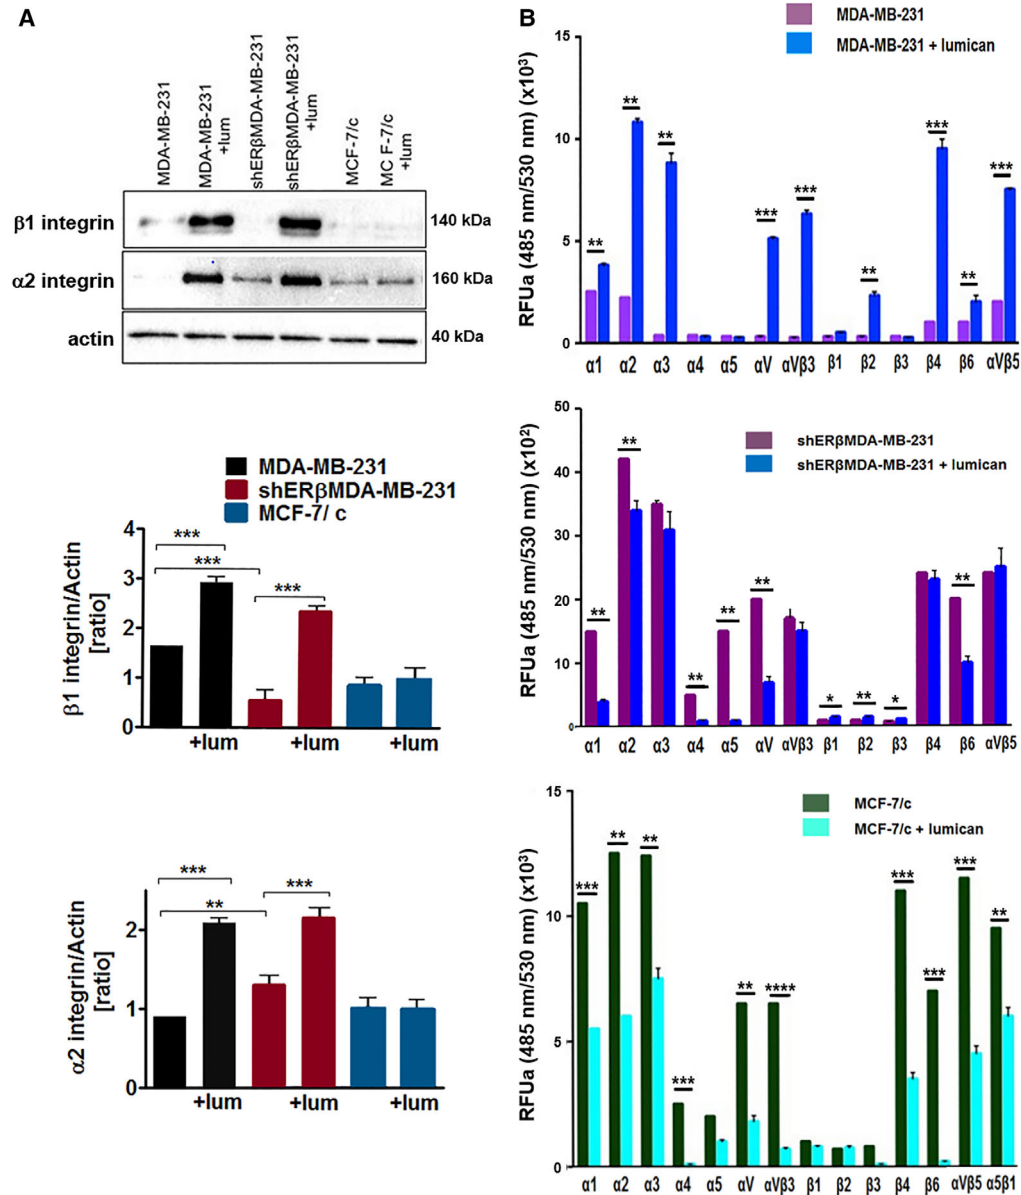 A
MDA-MB-231
MDA-MB-231
+lum
shERβMDA-MB-231
shERβMDA-MB-231
+lum
MCF-7/c
MC F-7/c
+lum
β1 integrin
140 kDa
α2 integrin
160 kDa
actin
40 kDa
MDA-MB-231
shERβMDA-MB-231
MCF-7/ c
β1 integrin/Actin
[ratio]
4
3
2
1
0
***
***
***
+lum +lum +lum
α2 integrin/Actin
[ratio]
2
1
0
***
**
***
+lum +lum +lum
B
MDA-MB-231
MDA-MB-231 + lumican
RFUa (485 nm/530 nm) (x10³)
15
10
5
0
** ** ** *** *** ** *** ** ***
α1 α2 α3 α4 α5 αV αVβ3 β1 β2 β3 β4 β6 αVβ5
shERβMDA-MB-231
shERβMDA-MB-231 + lumican
RFUa (485 nm/530 nm) (x10²)
50
40
30
20
10
0
** ** ** ** ** * ** * **
α1 α2 α3 α4 α5 αV αVβ3 β1 β2 β3 β4 β6 αVβ5
MCF-7/c
MCF-7/c + lumican
RFUa (485 nm/530 nm) (x10³)
15
10
5
0
*** ** ** *** ** **** *** *** *** **
α1 α2 α3 α4 α5 αV αVβ3 β1 β2 β3 β4 β6 αVβ5 α5β1